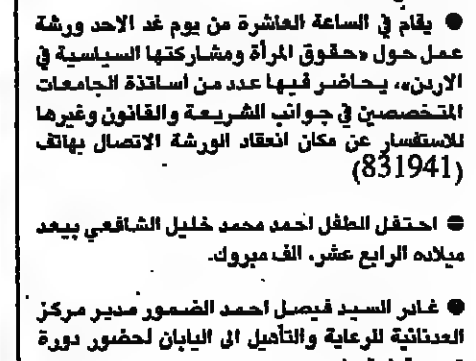 ● يقام في الساعة العاشرة من يوم غد الاحد ورشة
عمل حول «حقوق المرأة ومشاركتها السياسية في
الاردن»، يحاضر فيها عدد من اساتذة الجامعات
المتخصصين في جوانب الشريعة والقانون وغيرها
للاستفسار عن مكان انعقاد الورشة الاتصال بهاتف
(831941)
● احتفل الطفل احمد محمد خليل الشافعي بيعد
ميلاده الرابع عشر، الف مبروك.
● غادر السيد فيصل احمد الضمور مدير مركز
العدنانية للرعاية والتأهيل الى اليابان لحضور دورة